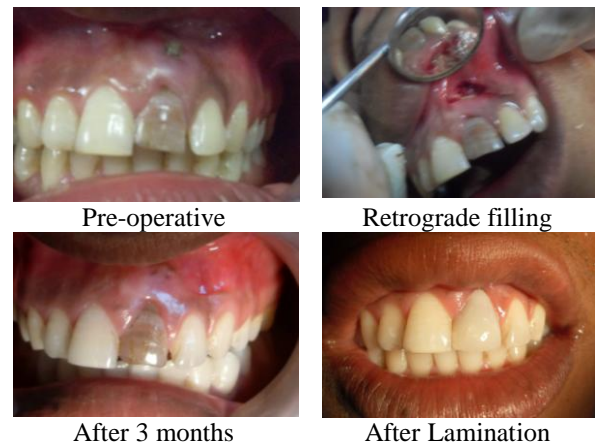 Pre-operative
Retrograde filling
After 3 months
After Lamination